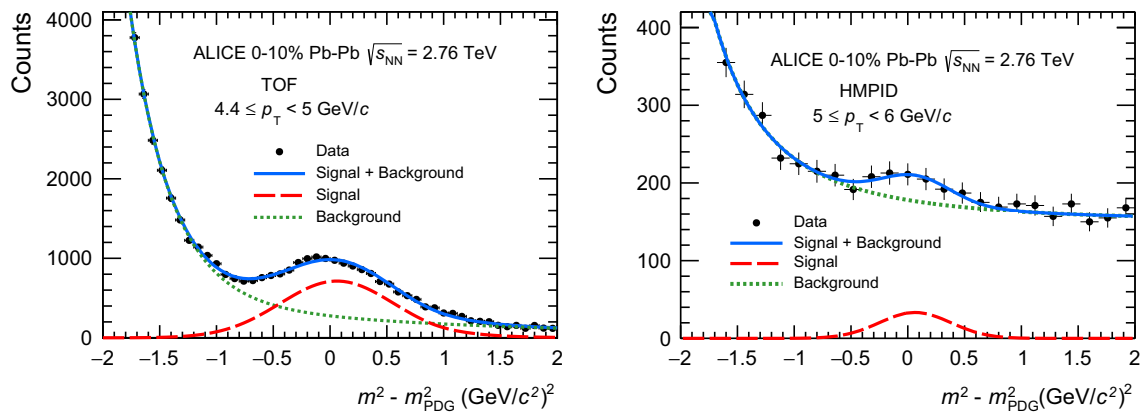 Counts
4000
3000
2000
1000
0
ALICE 0-10% Pb-Pb √sNN = 2.76 TeV
TOF
4.4 ≤ pT < 5 GeV/c
Data
Signal + Background
Signal
Background
−2 −1.5 −1 −0.5 0 0.5 1 1.5 2
m² - m²PDG (GeV/c²)²
Counts
400
300
200
100
0
ALICE 0-10% Pb-Pb √sNN = 2.76 TeV
HMPID
5 ≤ pT < 6 GeV/c
Data
Signal + Background
Signal
Background
−2 −1.5 −1 −0.5 0 0.5 1 1.5 2
m² - m²PDG (GeV/c²)²